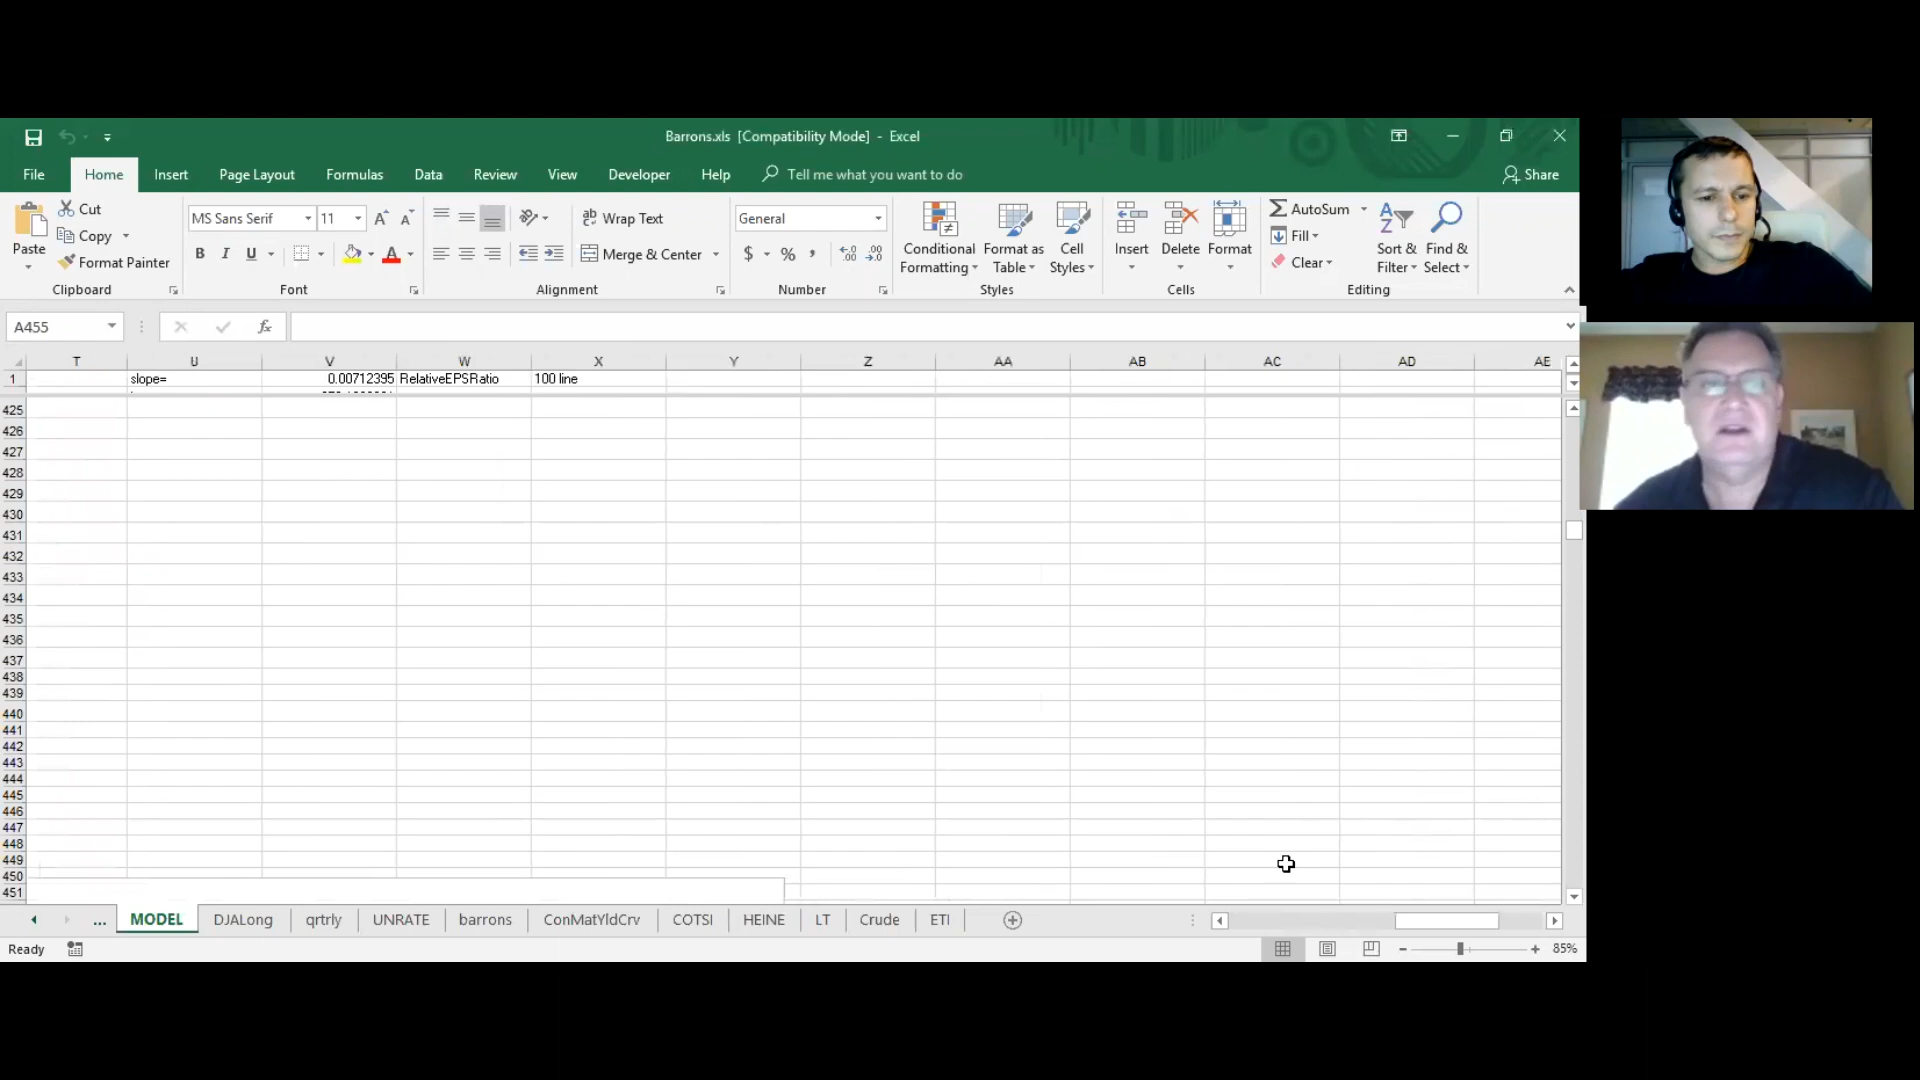 Barrons.xls [Compatibility Mode] - Excel
File Home Insert Page Layout Formulas Data Review View Developer Help Tell me what you want to do Share
Paste Cut Copy Format Painter Clipboard
MS Sans Serif 11 B I U Font
Wrap Text Merge & Center Alignment
General $ % , Number
Conditional Formatting Format as Table Cell Styles Styles
Insert Delete Format Cells
AutoSum Fill Clear Sort & Filter Find & Select Editing
A455 fx
T U V W X Y Z AA AB AC AD AE
1 slope= 0.00712395 RelativeEPSRatio 100 line
425
426
427
428
429
430
431
432
433
434
435
436
437
438
439
440
441
442
443
444
445
446
447
448
449
450
451
... MODEL DJALong qrtrly UNRATE barrons ConMatYldCrv COTSI HEINE LT Crude ETI
Ready 85%